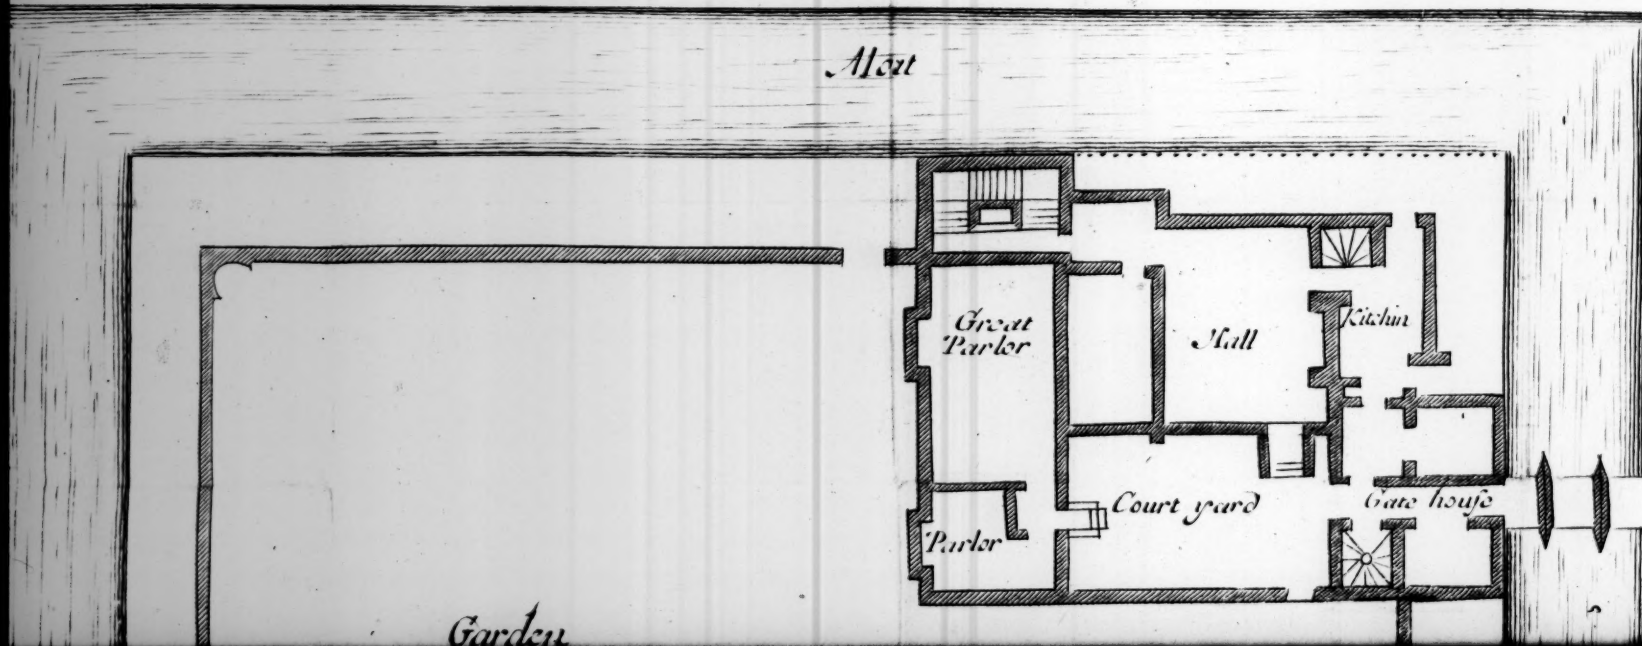 Moat
Great
Parlor
Hall
Kitchin
Court yard
Gate houſe
Parlor
Garden